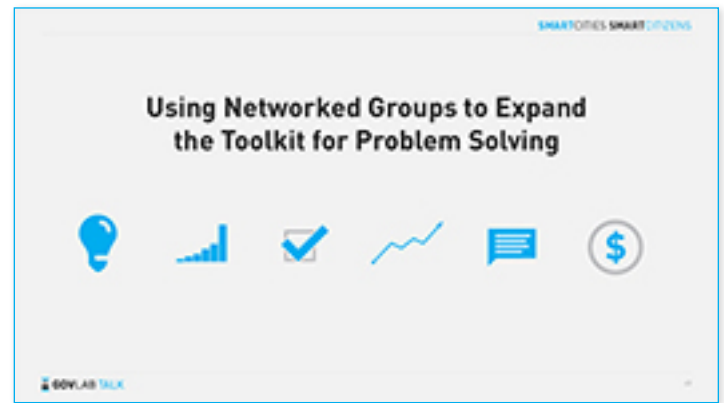 SMARTCITIES SMARTCITIZENS
Using Networked Groups to Expand
the Toolkit for Problem Solving
$
GOVLAB TALK